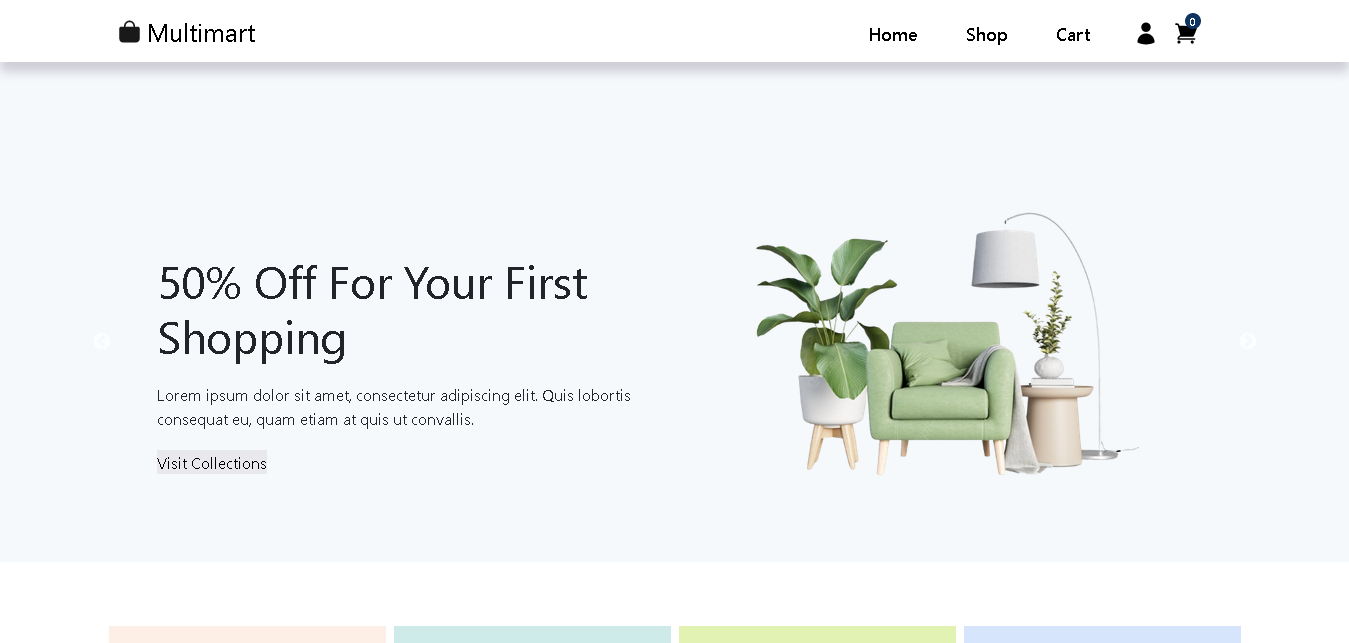 Multimart
Home
Shop
Cart
0
50% Off For Your First
Shopping
Lorem ipsum dolor sit amet, consectetur adipiscing elit. Quis lobortis
consequat eu, quam etiam at quis ut convallis.
Visit Collections